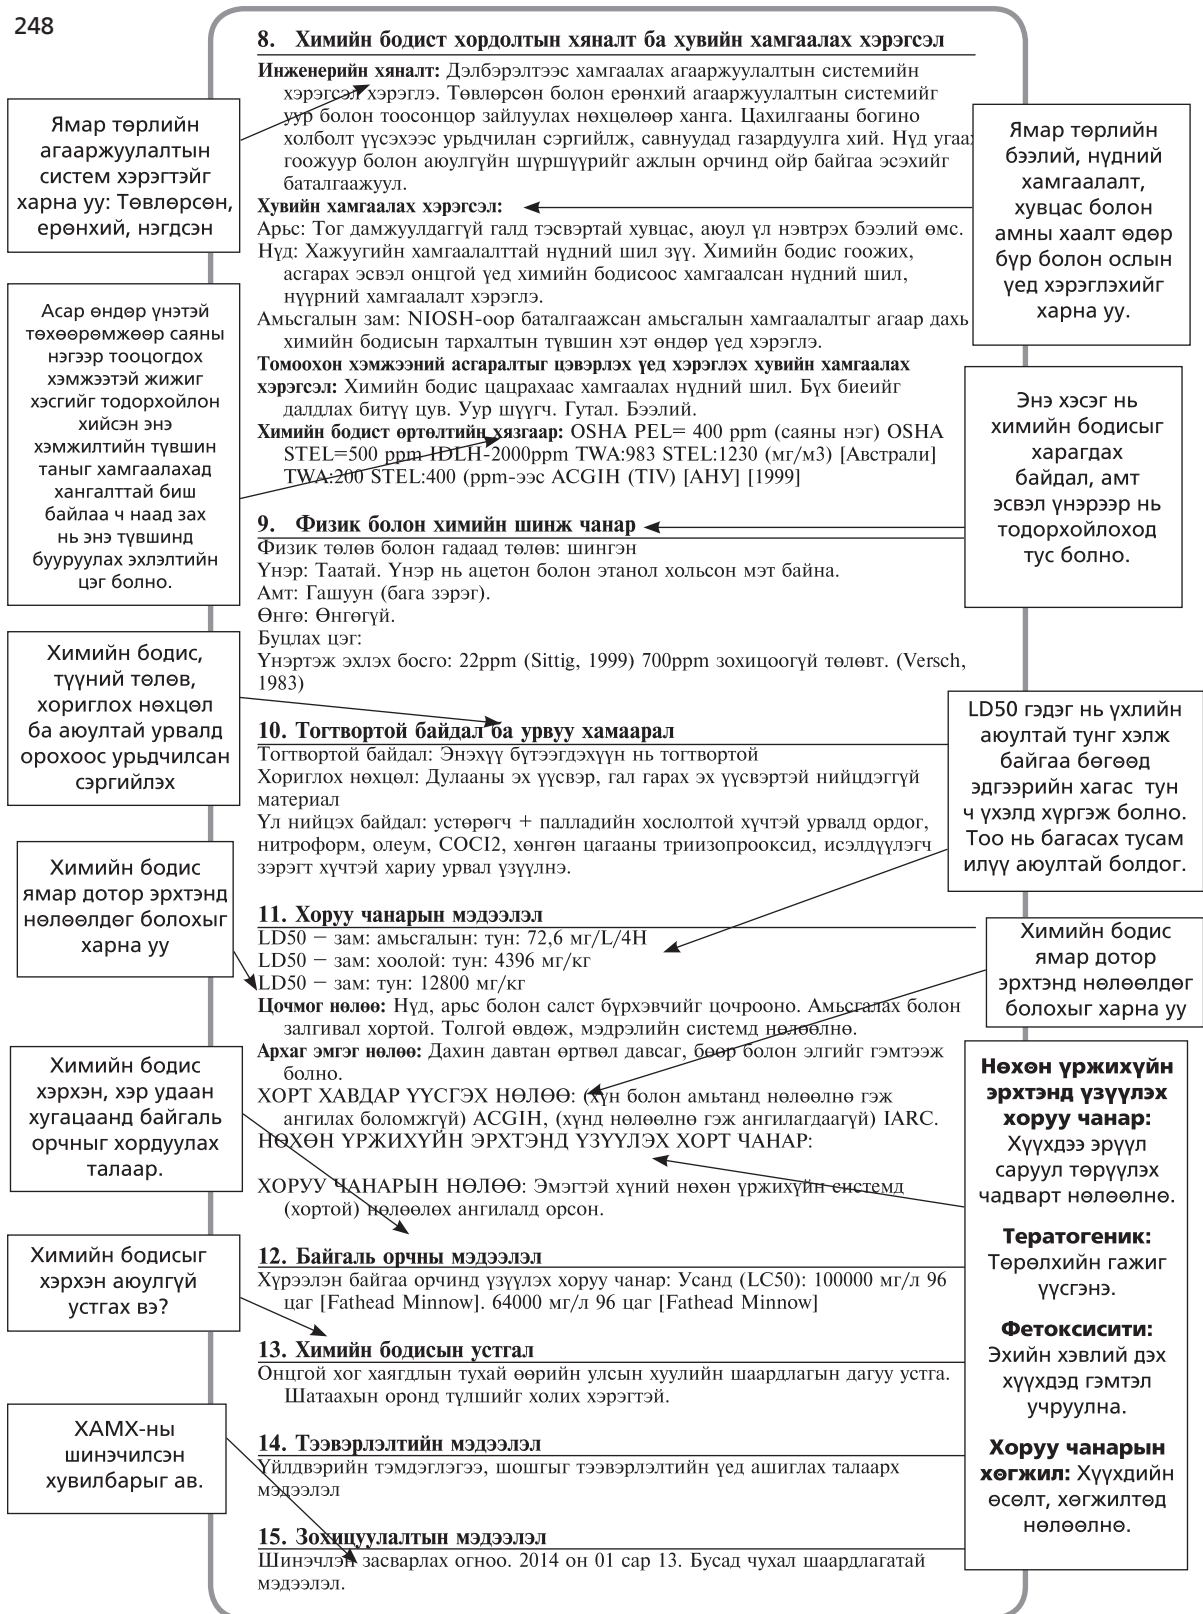 248
8. Химийн бодист хордолтын хяналт ба хувийн хамгаалах хэрэгсэл
Инженерийн хяналт: Дэлбэрэлтээс хамгаалах агааржуулалтын системийн
хэрэгсэл хэрэглэ. Төвлөрсөн болон ерөнхий агааржуулалтын системийг
уур болон тоосонцор зайлуулах нөхцөлөөр ханга. Цахилгааны богино
холболт үүсэхээс урьдчилан сэргийлж, савнуудад газардуулга хий. Нүд угаах
гоожуур болон аюулгүйн шүршүүрийг ажлын орчинд ойр байгаа эсэхийг
баталгаажуул.
Хувийн хамгаалах хэрэгсэл:
Арьс: Тог дамжуулдаггүй галд тэсвэртай хувцас, аюул үл нэвтрэх бээлий өмс.
Нүд: Хажуугийн хамгаалалттай нүдний шил зүү. Химийн бодис гоожих,
асгарах эсвэл онцгой үед химийн бодисоос хамгаалсан нүдний шил,
нүүрний хамгаалалт хэрэглэ.
Амьсгалын зам: NIOSH-оор баталгаажсан амьсгалын хамгаалалтыг агаар дахь
химийн бодисын тархалтын түвшин хэт өндөр үед хэрэглэ.
Томоохон хэмжээний асгаралтыг цэвэрлэх үед хэрэглэх хувийн хамгаалах
хэрэгсэл: Химийн бодис цацрахаас хамгаалах нүдний шил. Бүх биеийг
далдлах битүү цув. Уур шүүгч. Гутал. Бээлий.
Химийн бодист өртөлтийн хязгаар: OSHA PEL= 400 ppm (саяны нэг) OSHA
STEL=500 ppm IDLH-2000ppm TWA:983 STEL:1230 (мг/м3) [Австрали]
TWA:200 STEL:400 (ppm-ээс ACGIH (TIV) [АНУ] [1999]
9. Физик болон химийн шинж чанар
Физик төлөв болон гадаад төлөв: шингэн
Үнэр: Таатай. Үнэр нь ацетон болон этанол хольсон мэт байна.
Амт: Гашуун (бага зэрэг).
Өнгө: Өнгөгүй.
Буцлах цэг:
Үнэртэж эхлэх босго: 22ppm (Sittig, 1999) 700ppm зохицоогүй төлөвт. (Versch,
1983)
10. Тогтвортой байдал ба урвуу хамаарал
Тогтвортой байдал: Энэхүү бүтээгдэхүүн нь тогтвортой
Хориглох нөхцөл: Дулааны эх үүсвэр, гал гарах эх үүсвэртэй нийцдэггүй
материал
Үл нийцэх байдал: устөрөгч + палладийн хослолтой хүчтэй урвалд ордог,
нитроформ, олеум, COCI2, хөнгөн цагааны триизопрооксид, исэлдүүлэгч
зэрэгт хүчтэй хариу урвал үзүүлнэ.
11. Хоруу чанарын мэдээлэл
LD50 – зам: амьсгалын: тун: 72,6 мг/L/4H
LD50 – зам: хоолой: тун: 4396 мг/кг
LD50 – зам: тун: 12800 мг/кг
Цочмог нөлөө: Нүд, арьс болон салст бүрхэвчийг цочрооно. Амьсгалах болон
залгивал хортой. Толгой өвдөж, мэдрэлийн системд нөлөөлнө.
Архаг эмгэг нөлөө: Дахин давтан өртвөл давсаг, бөөр болон элгийг гэмтээж
болно.
ХОРТ ХАВДАР ҮҮСГЭХ НӨЛӨӨ: (хүн болон амьтанд нөлөөлнө гэж
ангилах боломжгүй) ACGIH, (хүнд нөлөөлнө гэж ангилагдаагүй) IARC.
НӨХӨН ҮРЖИХҮЙН ЭРХТЭНД ҮЗҮҮЛЭХ ХОРТ ЧАНАР:
ХОРУУ ЧАНАРЫН НӨЛӨӨ: Эмэгтэй хүний нөхөн үржихүйн системд
(хортой) нөлөөлөх ангилалд орсон.
12. Байгаль орчны мэдээлэл
Хүрээлэн байгаа орчинд үзүүлэх хоруу чанар: Усанд (LC50): 100000 мг/л 96
цаг [Fathead Minnow]. 64000 мг/л 96 цаг [Fathead Minnow]
13. Химийн бодисын устгал
Онцгой хог хаягдлын тухай өөрийн улсын хуулийн шаардлагын дагуу устга.
Шатаахын оронд түлшийг холих хэрэгтэй.
14. Тээвэрлэлтийн мэдээлэл
Үйлдвэрийн тэмдэглэгээ, шошгыг тээвэрлэлтийн үед ашиглах талаарх
мэдээлэл
15. Зохицуулалтын мэдээлэл
Шинэчлэн засварлах огноо. 2014 он 01 сар 13. Бусад чухал шаардлагатай
мэдээлэл.
Ямар төрлийн
агааржуулалтын
систем хэрэгтэйг
харна уу: Төвлөрсөн,
ерөнхий, нэгдсэн
Асар өндөр үнэтэй
төхөөрөмжөөр саяны
нэгээр тооцогдох
хэмжээтэй жижиг
хэсгийг тодорхойлон
хийсэн энэ
хэмжилтийн түвшин
таныг хамгаалахад
хангалттай биш
байлаа ч наад зах
нь энэ түвшинд
бууруулах эхлэлтийн
цэг болно.
Химийн бодис,
түүний төлөв,
хориглох нөхцөл
ба аюултай урвалд
орохоос урьдчилсан
сэргийлэх
Химийн бодис
ямар дотор эрхтэнд
нөлөөлдөг болохыг
харна уу
Химийн бодис
хэрхэн, хэр удаан
хугацаанд байгаль
орчныг хордуулах
талаар.
Химийн бодисыг
хэрхэн аюулгүй
устгах вэ?
ХАМХ-ны
шинэчилсэн
хувилбарыг ав.
Ямар төрлийн
бээлий, нүдний
хамгаалалт,
хувцас болон
амны хаалт өдөр
бүр болон ослын
үед хэрэглэхийг
харна уу.
Энэ хэсэг нь
химийн бодисыг
харагдах
байдал, амт
эсвэл үнэрээр нь
тодорхойлоход
тус болно.
LD50 гэдэг нь үхлийн
аюултай тунг хэлж
байгаа бөгөөд
эдгээрийн хагас тун
ч үхэлд хүргэж болно.
Тоо нь багасах тусам
илүү аюултай болдог.
Химийн бодис
ямар дотор
эрхтэнд нөлөөлдөг
болохыг харна уу
Нөхөн үржихүйн
эрхтэнд үзүүлэх
хоруу чанар:
Хүүхдээ эрүүл
саруул төрүүлэх
чадварт нөлөөлнө.
Тератогеник:
Төрөлхийн гажиг
үүсгэнэ.
Фетоксисити:
Эхийн хэвлий дэх
хүүхдэд гэмтэл
учруулна.
Хоруу чанарын
хөгжил: Хүүхдийн
өсөлт, хөгжилтөд
нөлөөлнө.